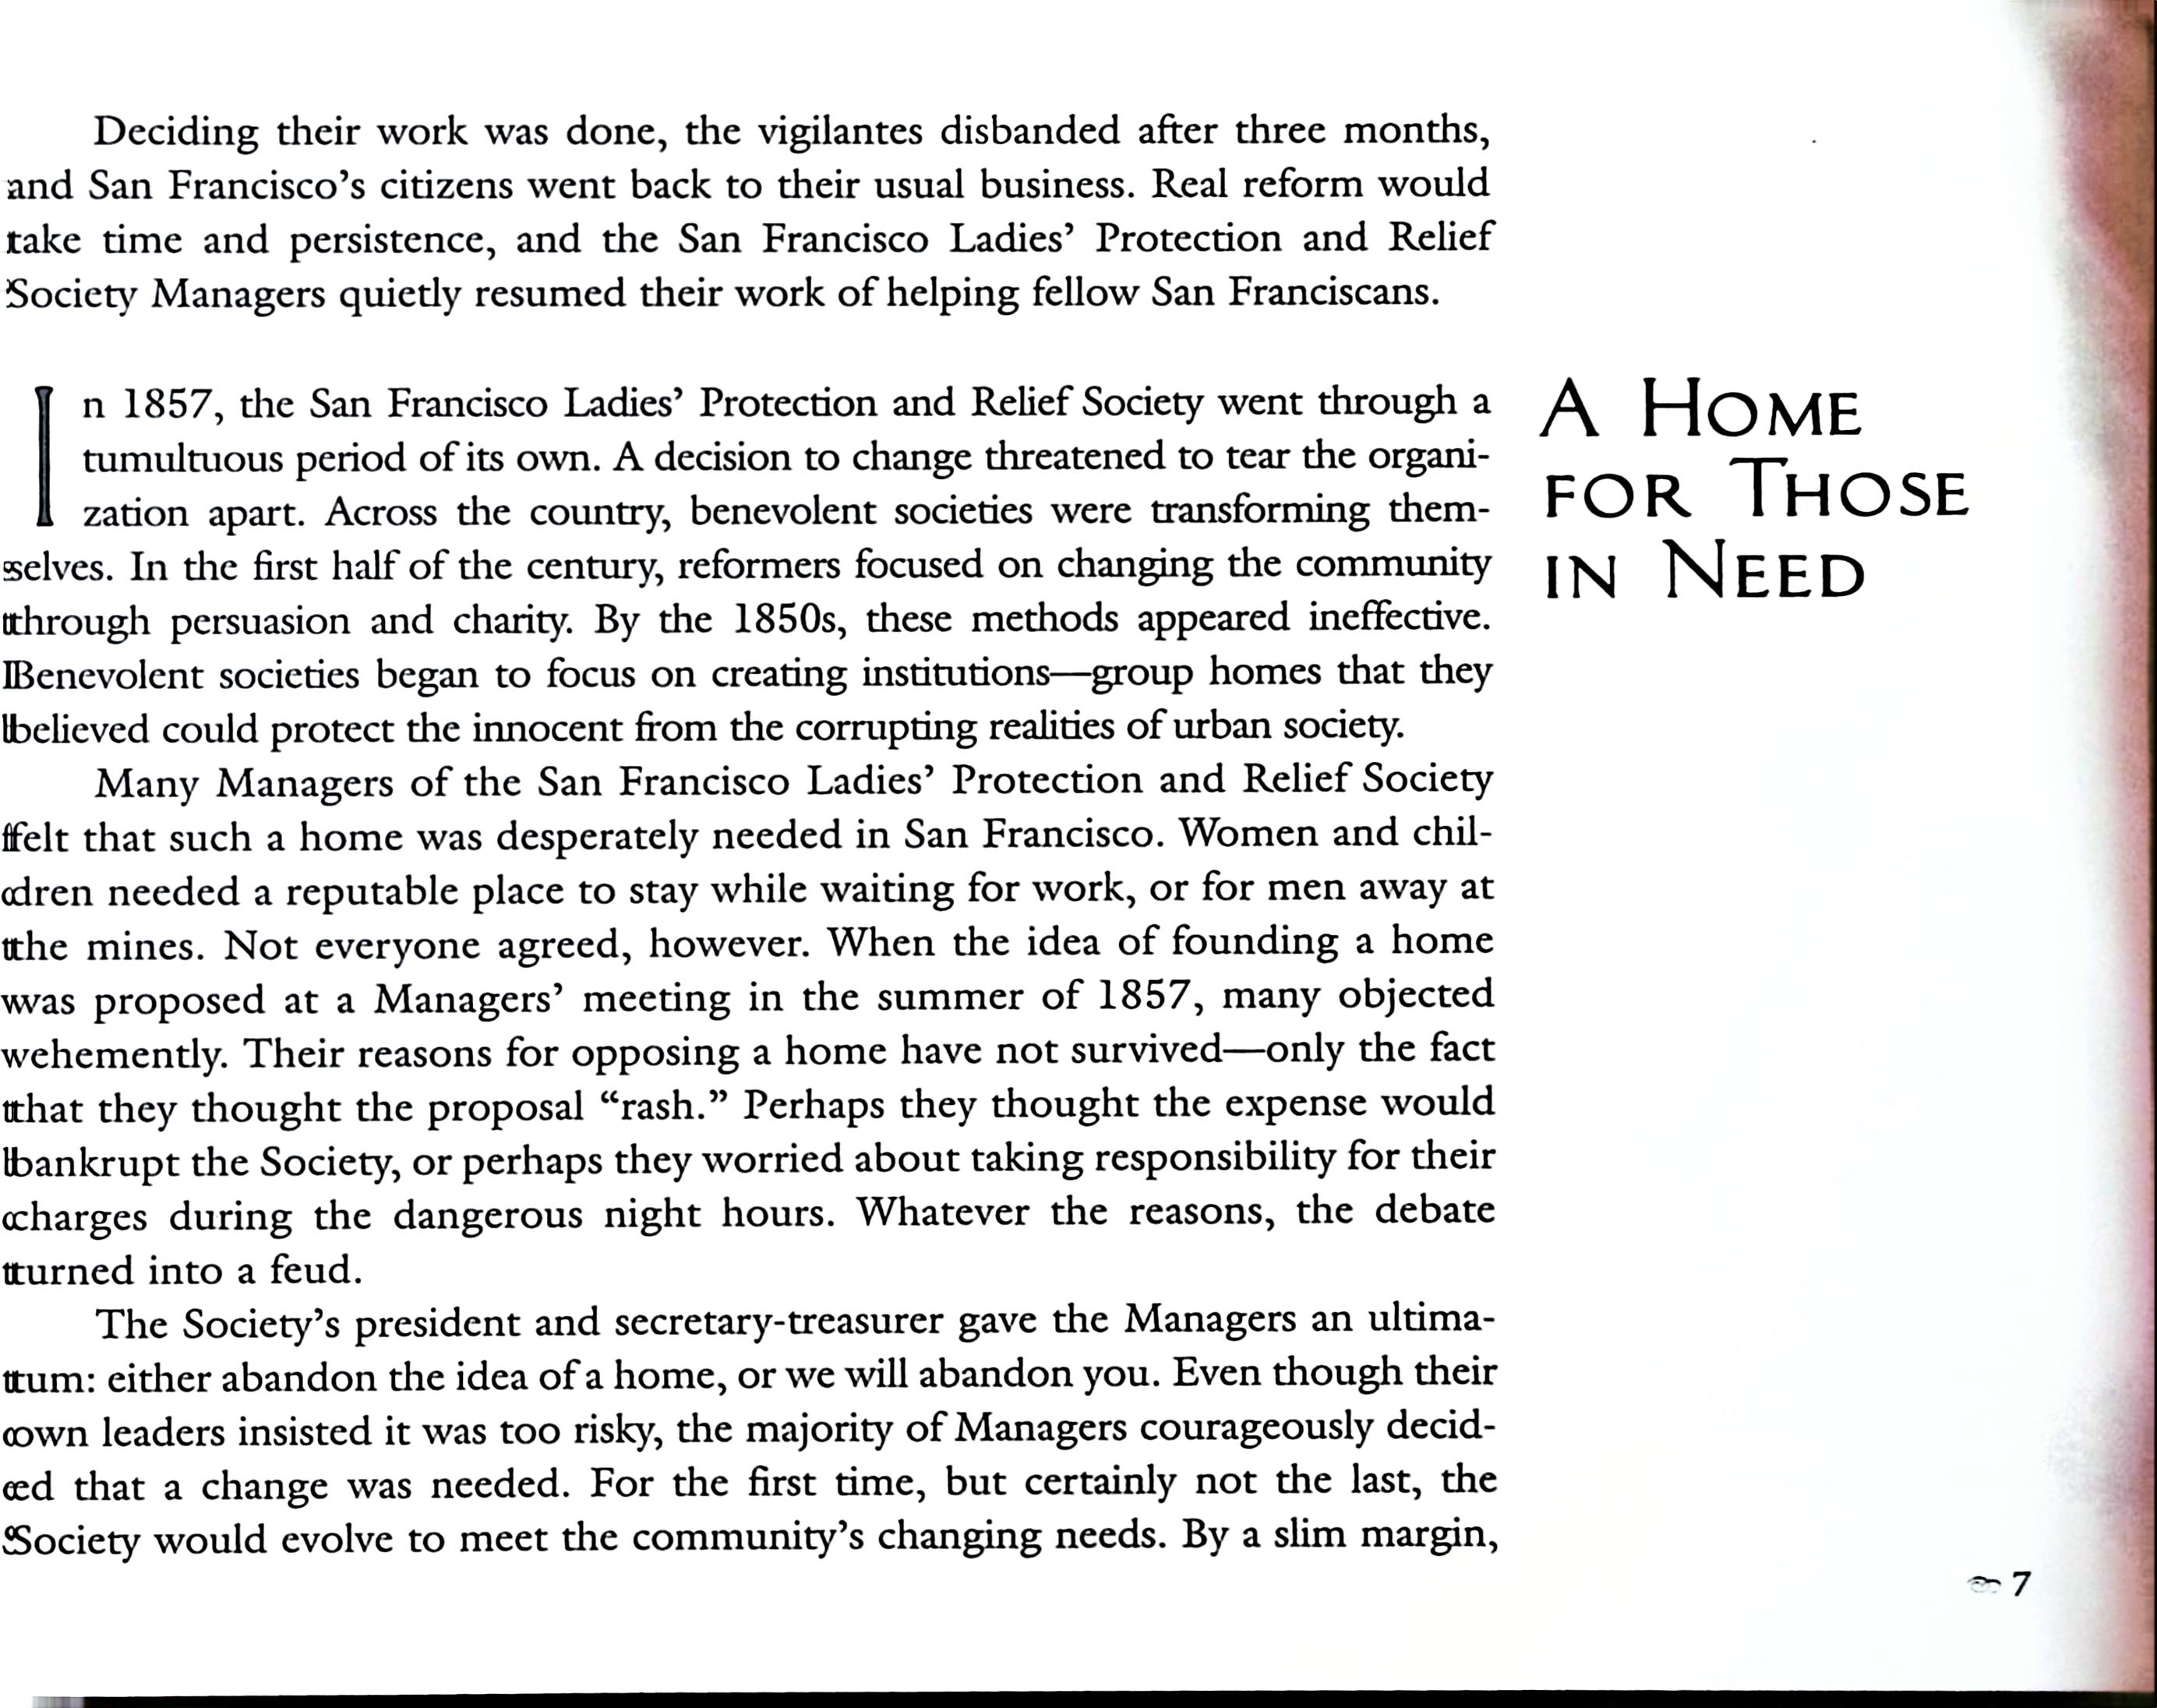 Deciding their work was done, the vigilantes disbanded after three months,
and San Francisco's citizens went back to their usual business. Real reform would
take time and persistence, and the San Francisco Ladies' Protection and Relief
Society Managers quietly resumed their work of helping fellow San Franciscans.
A HOME
FOR THOSE
IN NEED
In 1857, the San Francisco Ladies' Protection and Relief Society went through a
tumultuous period of its own. A decision to change threatened to tear the organi-
zation apart. Across the country, benevolent societies were transforming them-
selves. In the first half of the century, reformers focused on changing the community
through persuasion and charity. By the 1850s, these methods appeared ineffective.
Benevolent societies began to focus on creating institutions—group homes that they
believed could protect the innocent from the corrupting realities of urban society.
Many Managers of the San Francisco Ladies' Protection and Relief Society
felt that such a home was desperately needed in San Francisco. Women and chil-
dren needed a reputable place to stay while waiting for work, or for men away at
the mines. Not everyone agreed, however. When the idea of founding a home
was proposed at a Managers' meeting in the summer of 1857, many objected
vehemently. Their reasons for opposing a home have not survived—only the fact
that they thought the proposal "rash." Perhaps they thought the expense would
bankrupt the Society, or perhaps they worried about taking responsibility for their
charges during the dangerous night hours. Whatever the reasons, the debate
turned into a feud.
The Society's president and secretary-treasurer gave the Managers an ultima-
tum: either abandon the idea of a home, or we will abandon you. Even though their
own leaders insisted it was too risky, the majority of Managers courageously decid-
ed that a change was needed. For the first time, but certainly not the last, the
Society would evolve to meet the community's changing needs. By a slim margin,
7